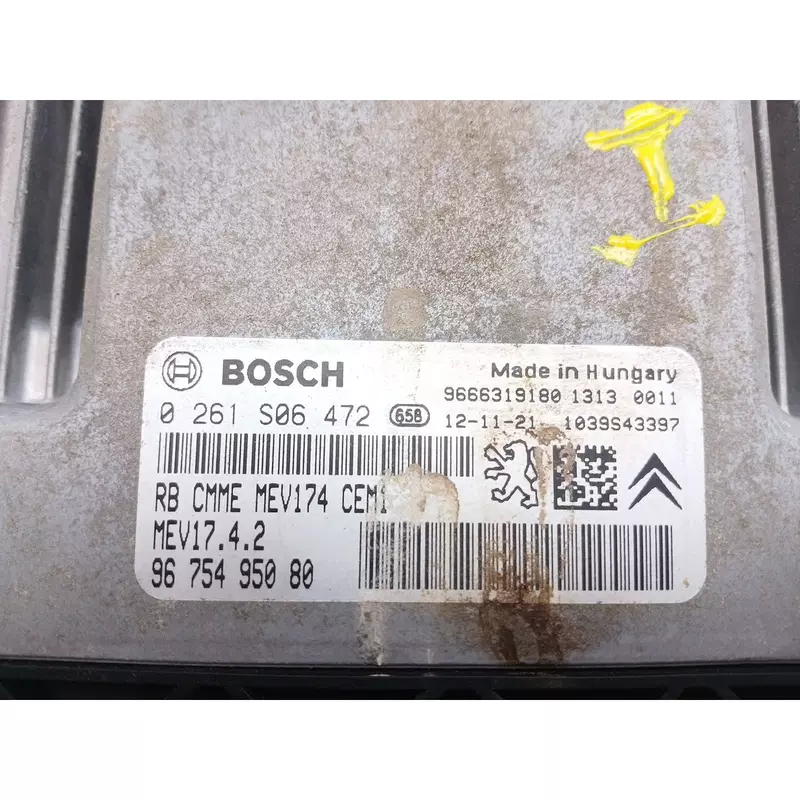 BOSCH
Made in Hungary
9666319180 1313 0011
0 261 S06 472 658
12-11-21 1039S43397
RB CMME MEV174 CEM1
MEV17.4.2
96 754 950 80